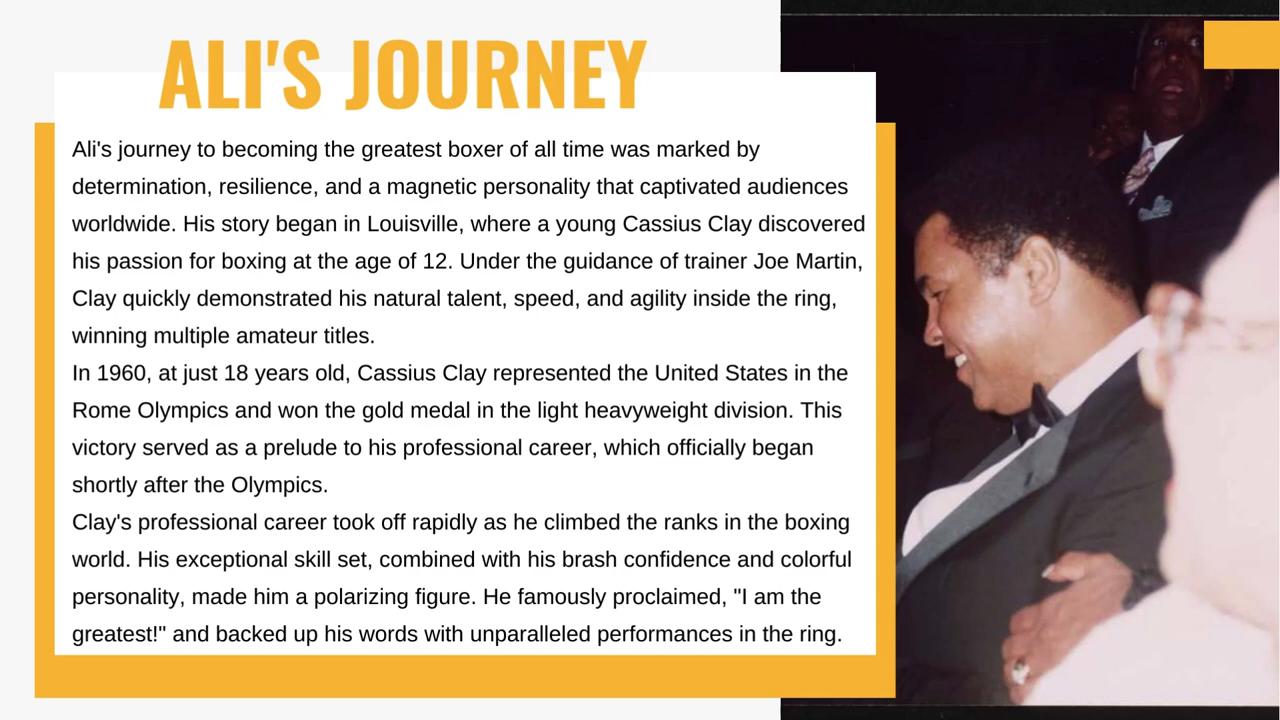 ALI'S JOURNEY
Ali's journey to becoming the greatest boxer of all time was marked by
determination, resilience, and a magnetic personality that captivated audiences
worldwide. His story began in Louisville, where a young Cassius Clay discovered
his passion for boxing at the age of 12. Under the guidance of trainer Joe Martin,
Clay quickly demonstrated his natural talent, speed, and agility inside the ring,
winning multiple amateur titles.
In 1960, at just 18 years old, Cassius Clay represented the United States in the
Rome Olympics and won the gold medal in the light heavyweight division. This
victory served as a prelude to his professional career, which officially began
shortly after the Olympics.
Clay's professional career took off rapidly as he climbed the ranks in the boxing
world. His exceptional skill set, combined with his brash confidence and colorful
personality, made him a polarizing figure. He famously proclaimed, "I am the
greatest!" and backed up his words with unparalleled performances in the ring.